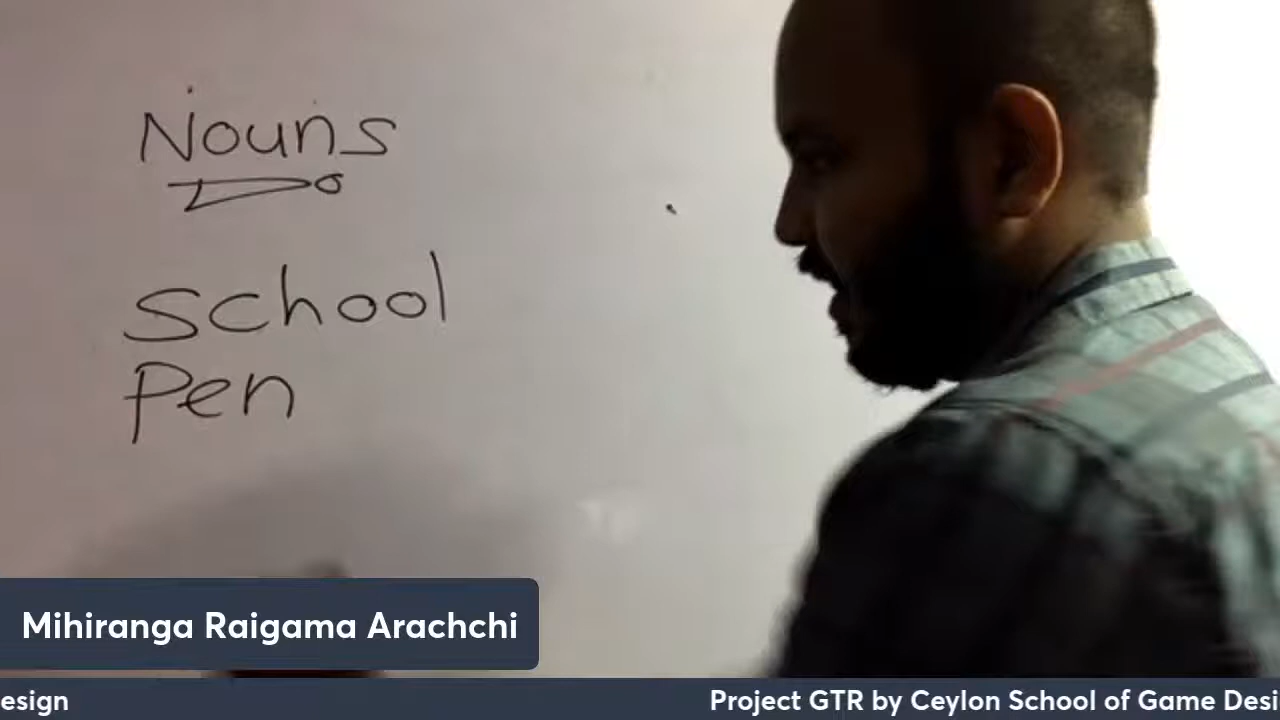 Nouns
School
Pen
Mihiranga Raigama Arachchi
esign
Project GTR by Ceylon School of Game Desi